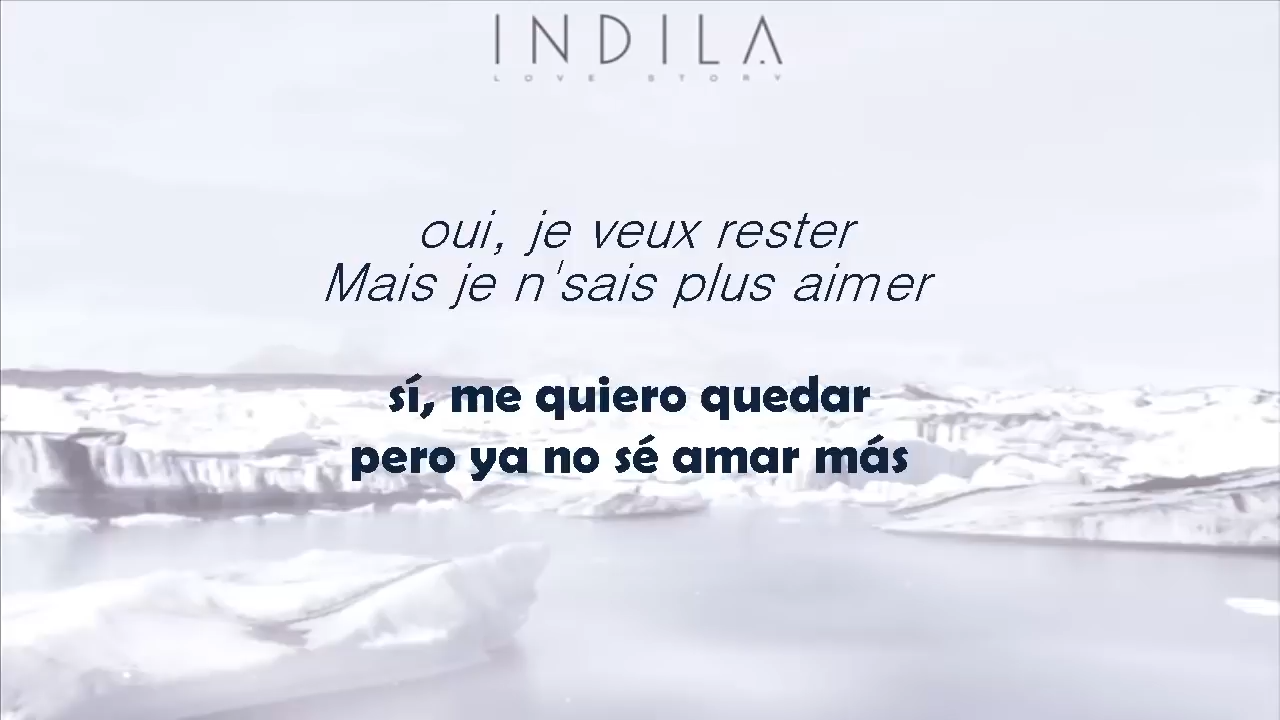 INDILA
LOVE STORY
oui, je veux rester
Mais je n'sais plus aimer
sí, me quiero quedar
pero ya no sé amar más